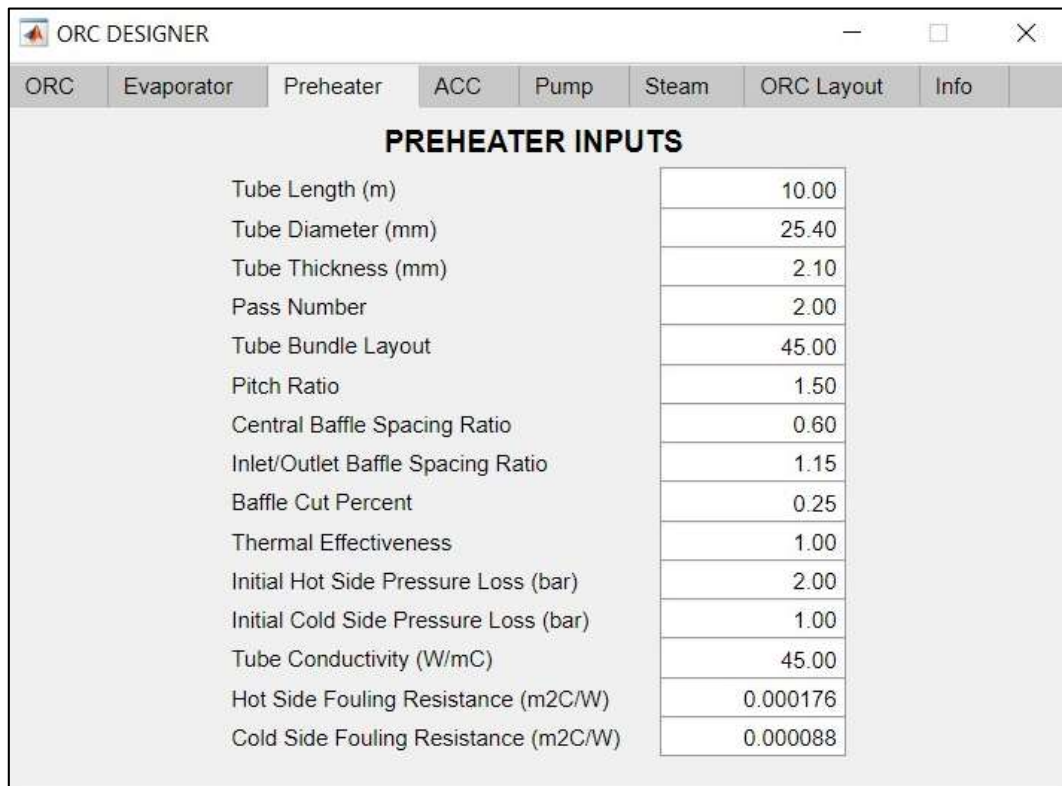 ORC DESIGNER
ORC Evaporator Preheater ACC Pump Steam ORC Layout Info
PREHEATER INPUTS
Tube Length (m) 10.00
Tube Diameter (mm) 25.40
Tube Thickness (mm) 2.10
Pass Number 2.00
Tube Bundle Layout 45.00
Pitch Ratio 1.50
Central Baffle Spacing Ratio 0.60
Inlet/Outlet Baffle Spacing Ratio 1.15
Baffle Cut Percent 0.25
Thermal Effectiveness 1.00
Initial Hot Side Pressure Loss (bar) 2.00
Initial Cold Side Pressure Loss (bar) 1.00
Tube Conductivity (W/mC) 45.00
Hot Side Fouling Resistance (m2C/W) 0.000176
Cold Side Fouling Resistance (m2C/W) 0.000088